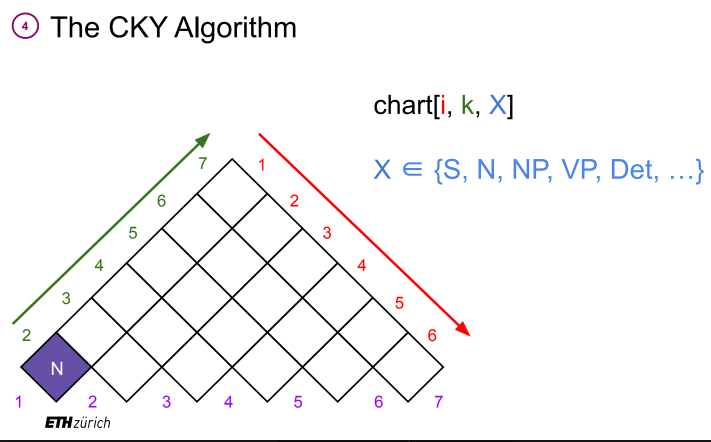 4 The CKY Algorithm
chart[i, k, X]
X ∈ {S, N, NP, VP, Det, …}
7 1
6 2
5 3
4 4
3 5
2 6
N
1 2 3 4 5 6 7
ETH zürich